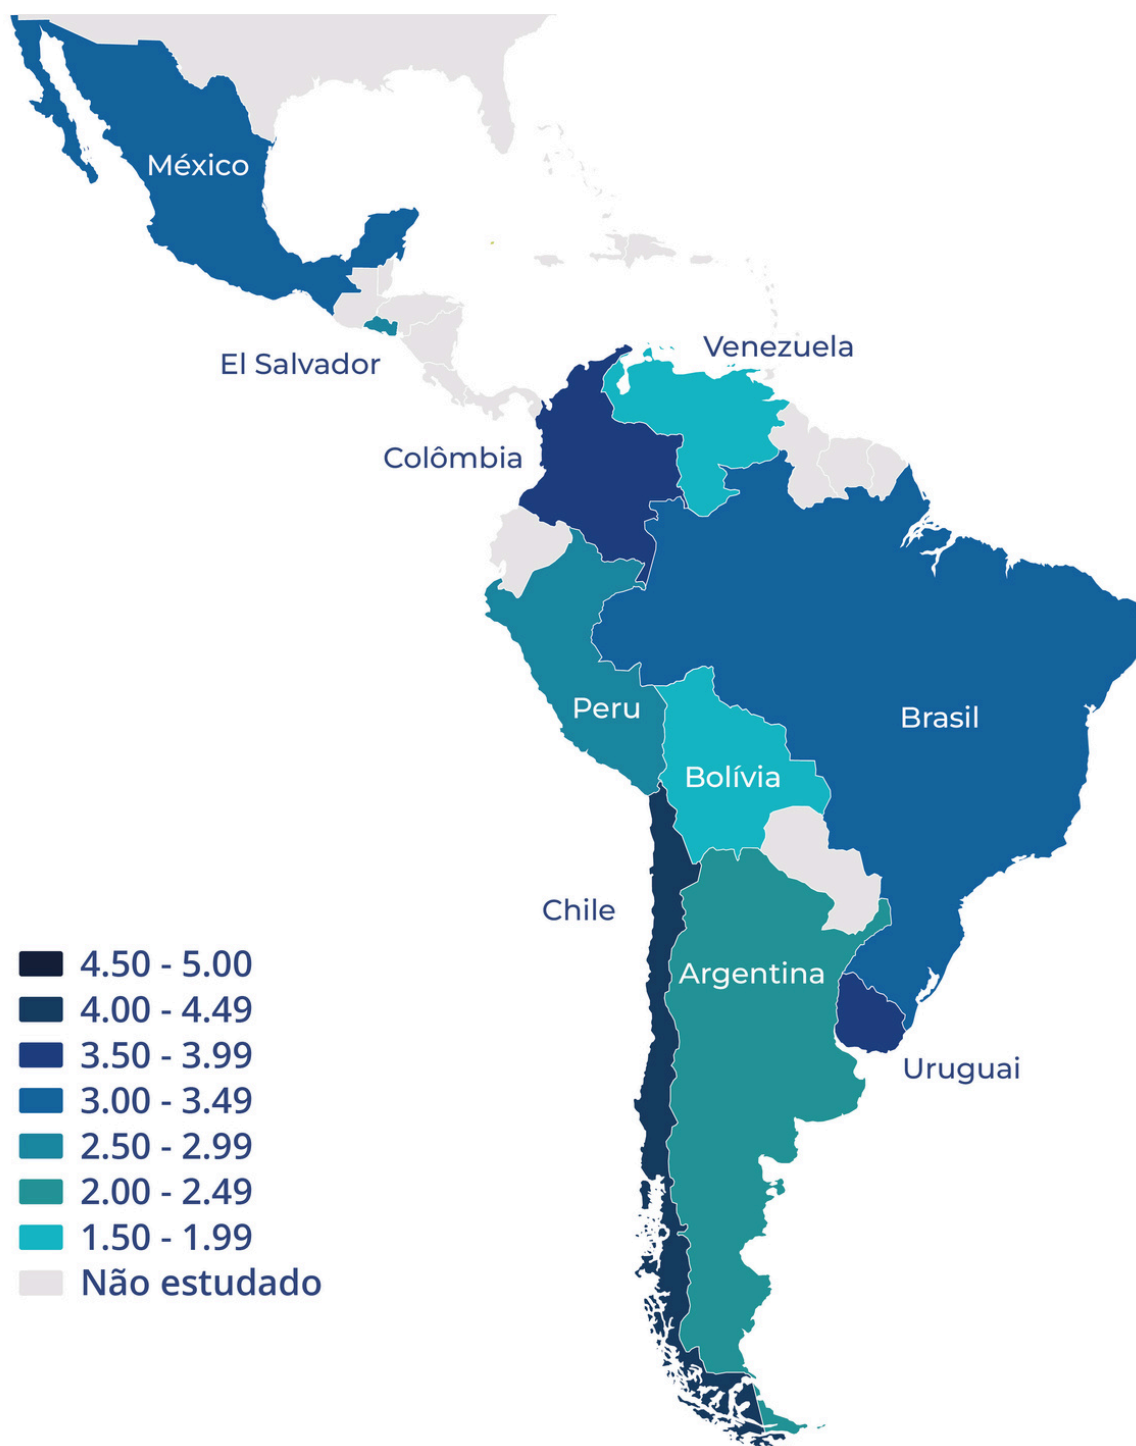 México
El Salvador
Venezuela
Colômbia
Peru
Brasil
Bolívia
Chile
Argentina
Uruguai
4.50 - 5.00
4.00 - 4.49
3.50 - 3.99
3.00 - 3.49
2.50 - 2.99
2.00 - 2.49
1.50 - 1.99
Não estudado